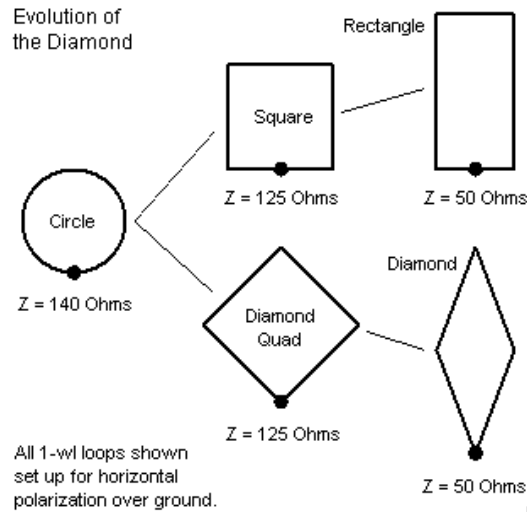 Evolution of
the Diamond
Rectangle
Square
Z = 125 Ohms
Z = 50 Ohms
Circle
Z = 140 Ohms
Diamond
Quad
Z = 125 Ohms
Diamond
Z = 50 Ohms
All 1-wl loops shown
set up for horizontal
polarization over ground.